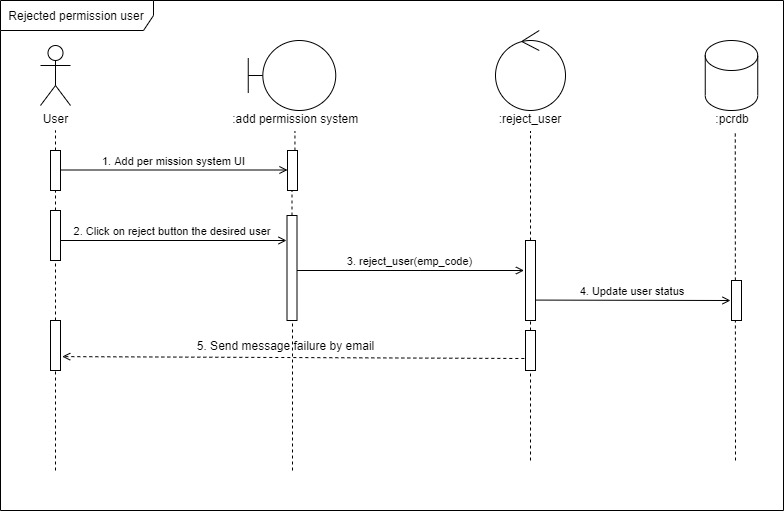 Rejected permission user
User
:add permission system
:reject_user
:pcrdb
1. Add per mission system UI
2. Click on reject button the desired user
3. reject_user(emp_code)
4. Update user status
5. Send message failure by email